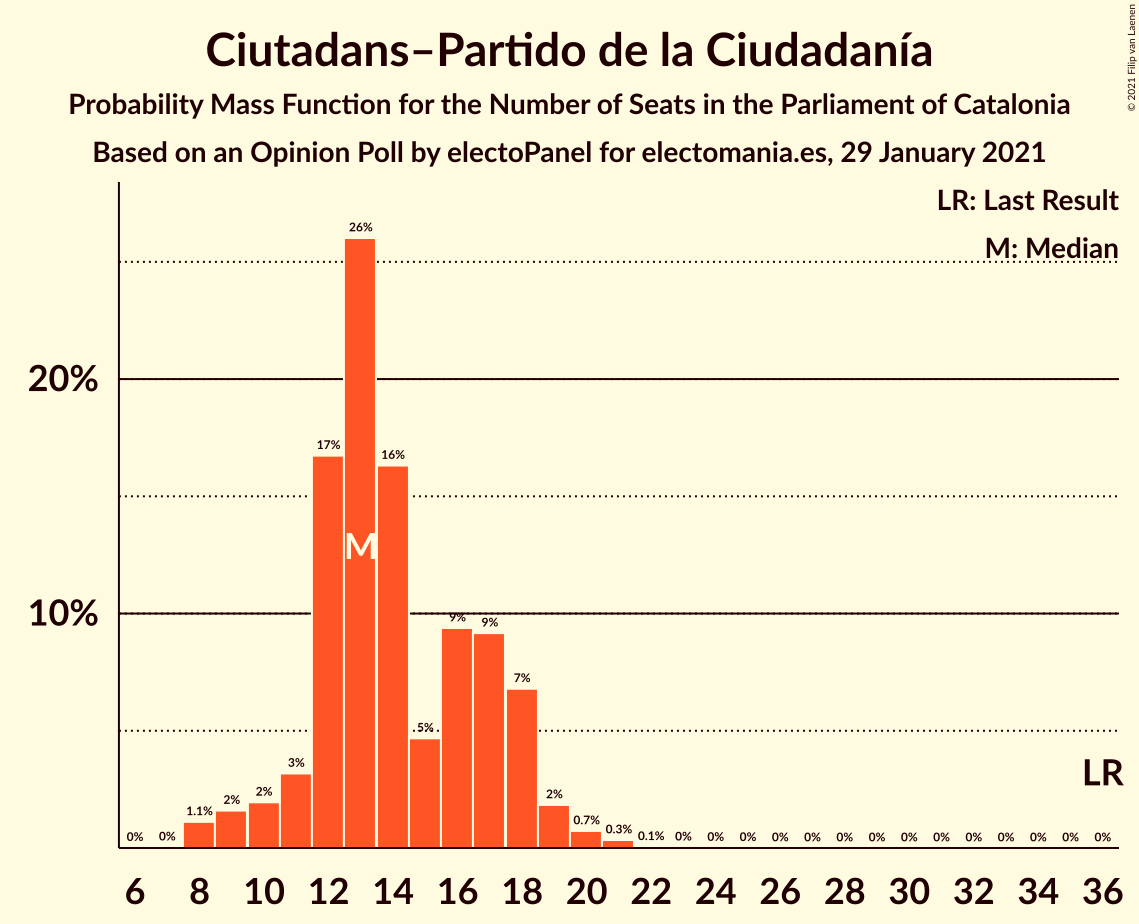 Ciutadans–Partido de la Ciudadanía
Probability Mass Function for the Number of Seats in the Parliament of Catalonia
Based on an Opinion Poll by electoPanel for electomania.es, 29 January 2021
© 2021 Filip van Laenen
LR: Last Result
M: Median
20%
10%
0% 0% 1.1% 2% 2% 3% 17% 26% 16% 5% 9% 9% 7% 2% 0.7% 0.3% 0.1% 0% 0% 0% 0% 0% 0% 0% 0% 0% 0% 0% 0% 0% 0%
M
LR
6 8 10 12 14 16 18 20 22 24 26 28 30 32 34 36